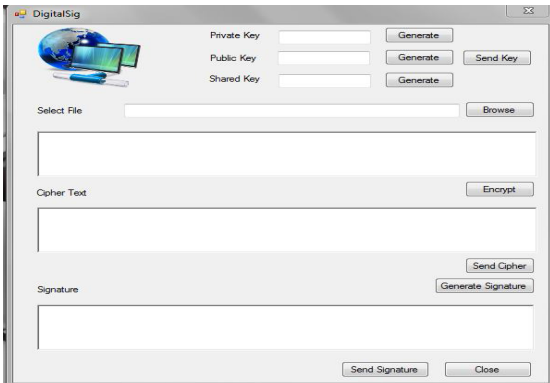 DigitalSig
Private Key Generate
Public Key Generate Send Key
Shared Key Generate
Select File Browse
Encrypt
Cipher Text
Send Cipher
Generate Signature
Signature
Send Signature Close